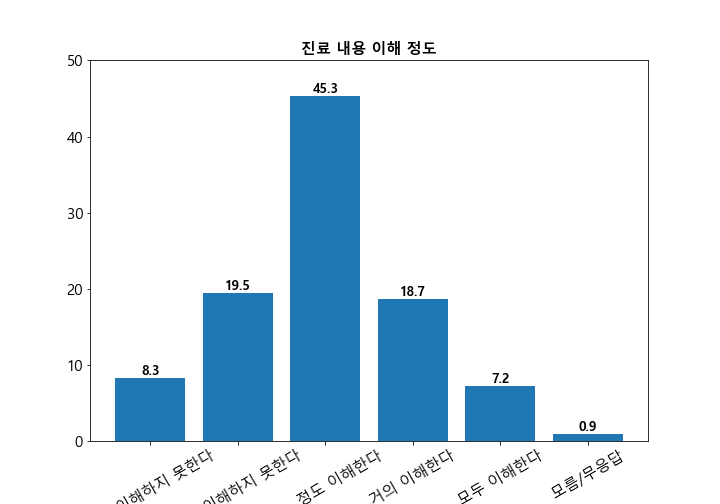 진료 내용 이해 정도
50
40
30
20
10
0
8.3
19.5
45.3
18.7
7.2
0.9
이해하지 못한다
이해하지 못한다
정도 이해한다
거의 이해한다
모두 이해한다
모름/무응답